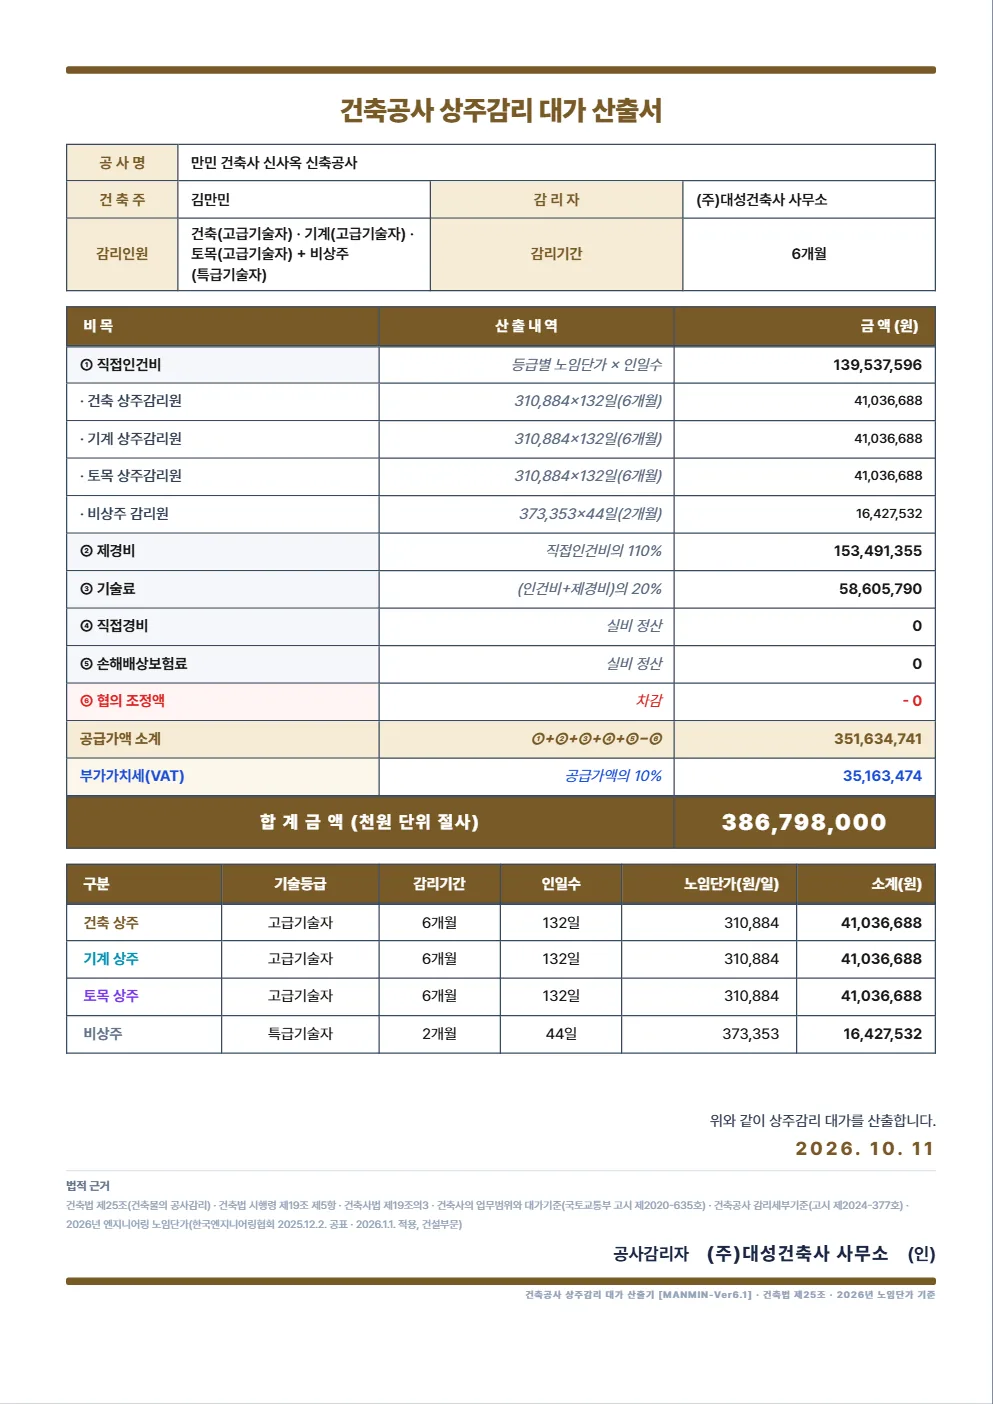 건축공사 상주감리 대가 산출서
공 사 명 만민 건축사 신사옥 신축공사
건 축 주 김만민 감 리 자 (주)대성건축사 사무소
감리인원 건축(고급기술자) · 기계(고급기술자) ·
토목(고급기술자) + 비상주
(특급기술자)
감리기간 6개월
비 목 산 출 내 역 금 액 (원)
① 직접인건비 등급별 노임단가 × 인일수 139,537,596
· 건축 상주감리원 310,884×132일(6개월) 41,036,688
· 기계 상주감리원 310,884×132일(6개월) 41,036,688
· 토목 상주감리원 310,884×132일(6개월) 41,036,688
· 비상주 감리원 373,353×44일(2개월) 16,427,532
② 제경비 직접인건비의 110% 153,491,355
③ 기술료 (인건비+제경비)의 20% 58,605,790
④ 직접경비 실비 정산 0
⑤ 손해배상보험료 실비 정산 0
⑥ 협의 조정액 차감 - 0
공급가액 소계 ①+②+③+④+⑤−⑥ 351,634,741
부가가치세(VAT) 공급가액의 10% 35,163,474
합 계 금 액 (천원 단위 절사) 386,798,000
구분 기술등급 감리기간 인일수 노임단가(원/일) 소계(원)
건축 상주 고급기술자 6개월 132일 310,884 41,036,688
기계 상주 고급기술자 6개월 132일 310,884 41,036,688
토목 상주 고급기술자 6개월 132일 310,884 41,036,688
비상주 특급기술자 2개월 44일 373,353 16,427,532
위와 같이 상주감리 대가를 산출합니다.
2026. 10. 11
법적 근거
건축법 제25조(건축물의 공사감리) · 건축법 시행령 제19조 제5항 · 건축사법 제19조의3 · 건축사의 업무범위와 대가기준(국토교통부 고시 제2020-635호) · 건축공사 감리세부기준(고시 제2024-377호) ·
2026년 엔지니어링 노임단가(한국엔지니어링협회 2025.12.2. 공표 · 2026.1.1. 적용, 건설부문)
공사감리자 (주)대성건축사 사무소 (인)
건축공사 상주감리 대가 산출기 [MANMIN-Ver6.1] · 건축법 제25조 · 2026년 노임단가 기준